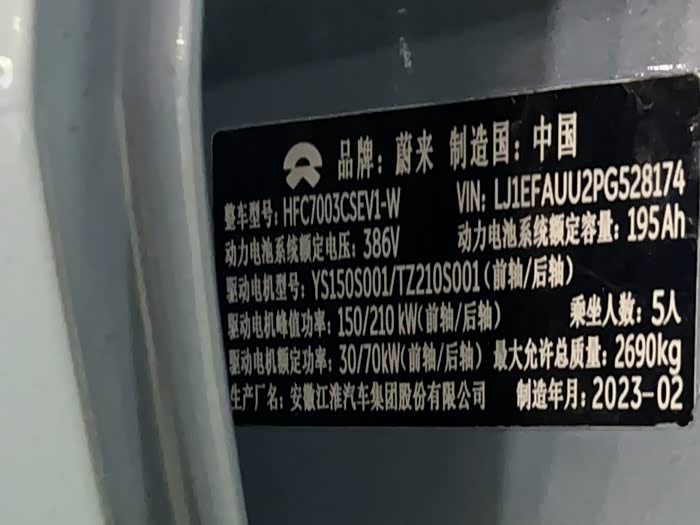 品牌：蔚来 制造国：中国
整车型号：HFC7003CSEV1-W VIN：LJ1EFAUU2PG528174
动力电池系统额定电压：386V 动力电池系统额定容量：195Ah
驱动电机型号：YS150S001/TZ210S001（前轴/后轴）
驱动电机峰值功率：150/210kW(前轴/后轴) 乘坐人数：5人
驱动电机额定功率：30/70kW(前轴/后轴) 最大允许总质量：2690kg
生产厂名：安徽江淮汽车集团股份有限公司 制造年月：2023-02